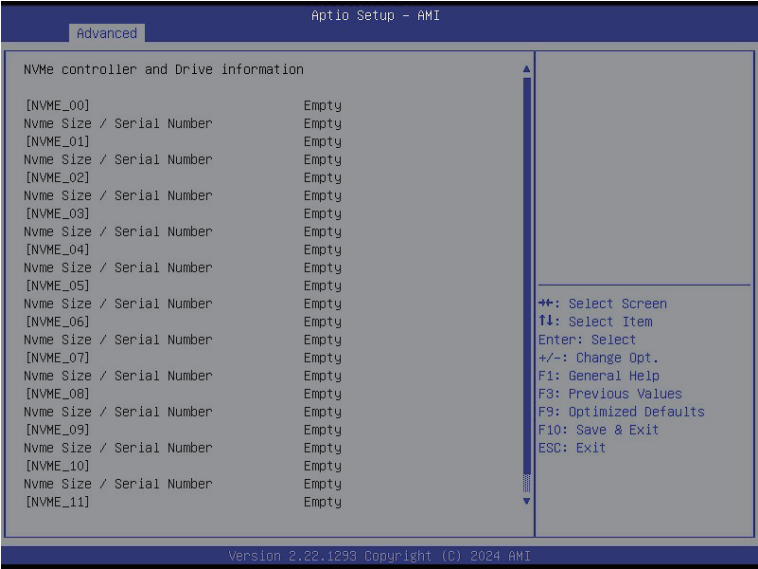 Aptio Setup – AMI
Advanced
NVMe controller and Drive information
[NVME_00] Empty
Nvme Size / Serial Number Empty
[NVME_01] Empty
Nvme Size / Serial Number Empty
[NVME_02] Empty
Nvme Size / Serial Number Empty
[NVME_03] Empty
Nvme Size / Serial Number Empty
[NVME_04] Empty
Nvme Size / Serial Number Empty
[NVME_05] Empty
Nvme Size / Serial Number Empty
[NVME_06] Empty
Nvme Size / Serial Number Empty
[NVME_07] Empty
Nvme Size / Serial Number Empty
[NVME_08] Empty
Nvme Size / Serial Number Empty
[NVME_09] Empty
Nvme Size / Serial Number Empty
[NVME_10] Empty
Nvme Size / Serial Number Empty
[NVME_11] Empty
→←: Select Screen
↑↓: Select Item
Enter: Select
+/-: Change Opt.
F1: General Help
F3: Previous Values
F9: Optimized Defaults
F10: Save & Exit
ESC: Exit
Version 2.22.1293 Copyright (C) 2024 AMI